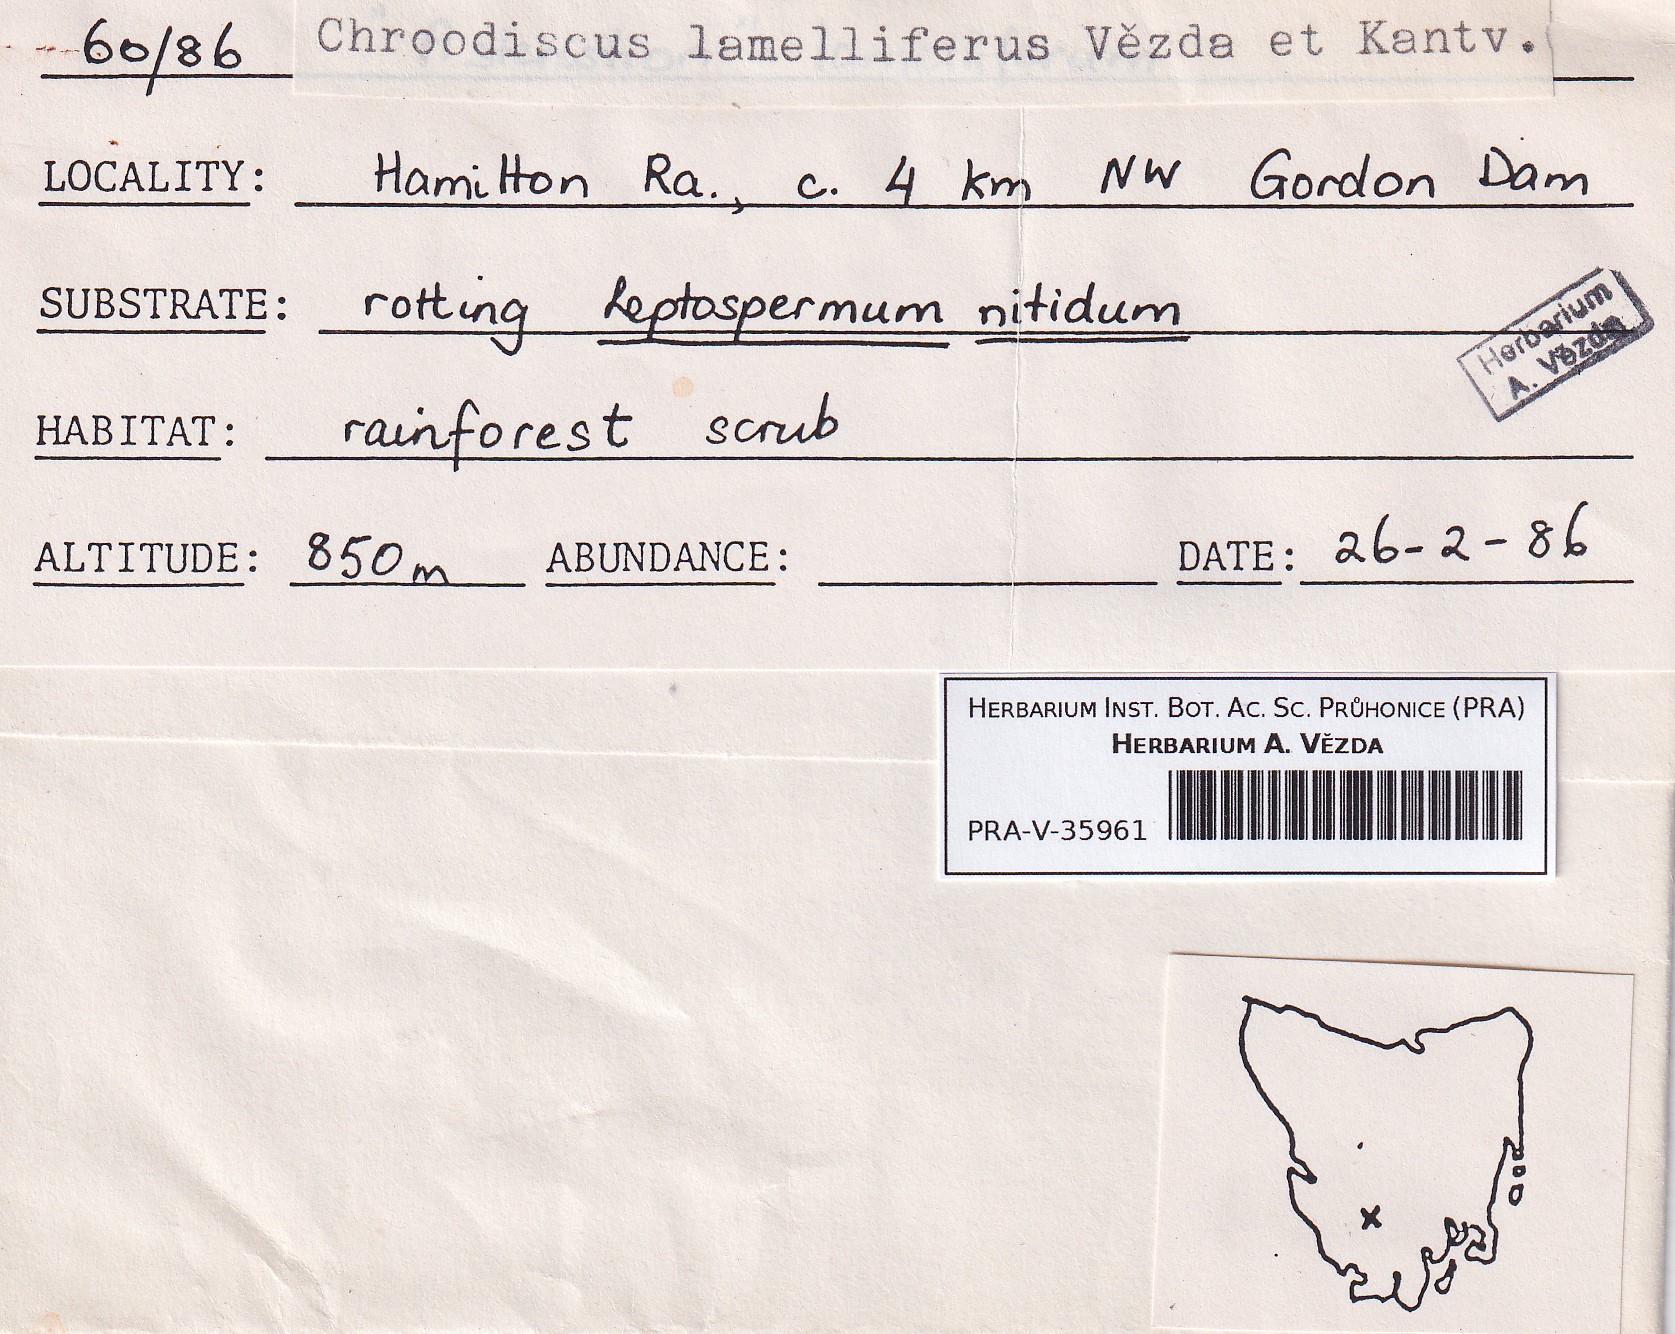 60/86 Chroodiscus lamelliferus Vězda et Kantv.
LOCALITY: Hamilton Ra., c. 4 km NW Gordon Dam
SUBSTRATE: rotting Leptospermum nitidum
Herbarium
A. Vězda
HABITAT: rainforest scrub
ALTITUDE: 850m ABUNDANCE: DATE: 26-2-86
HERBARIUM INST. BOT. AC. SC. PRŮHONICE (PRA)
HERBARIUM A. VĚZDA
PRA-V-35961
x